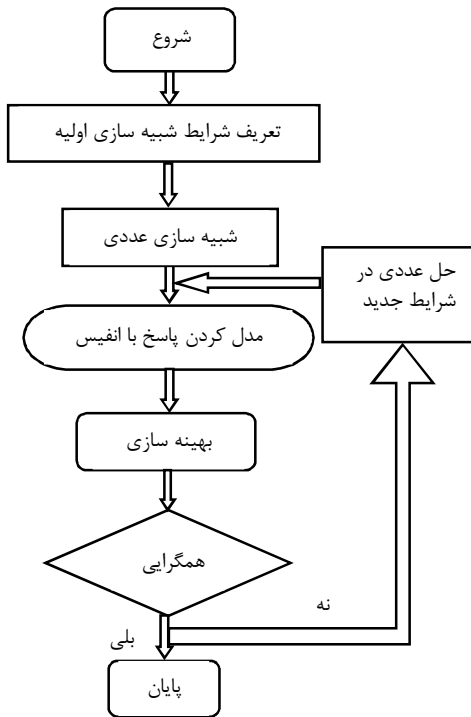 شروع
تعریف شرایط شبیه سازی اولیه
شبیه سازی عددی
حل عددی در
شرایط جدید
مدل کردن پاسخ با انفیس
بهینه سازی
همگرایی
نه
بلی
پایان